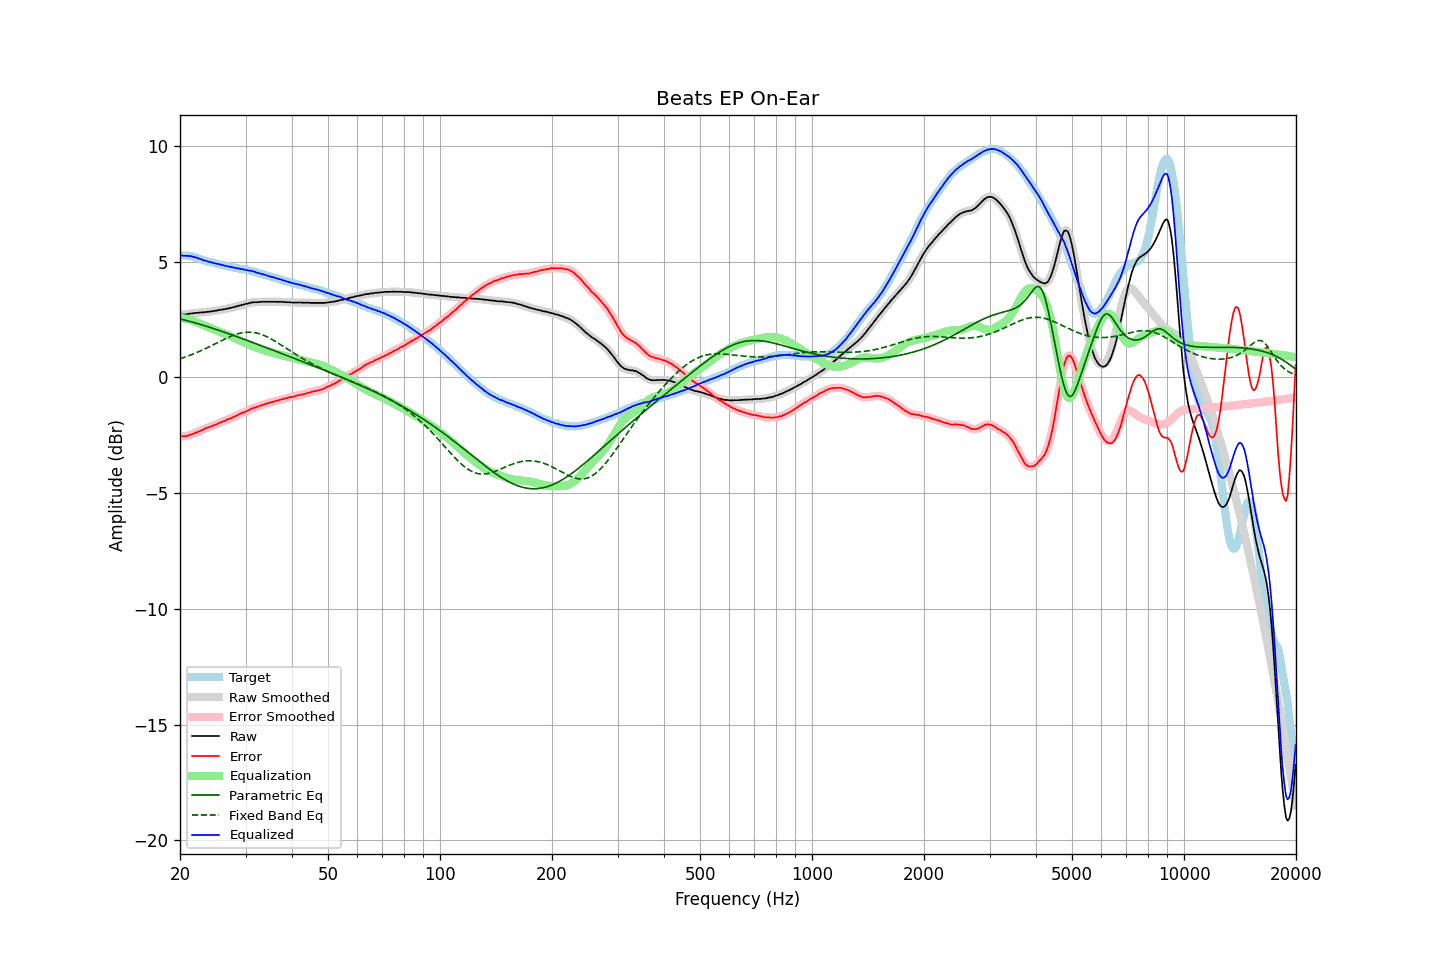 Beats EP On-Ear
10
5
0
−5
−10
−15
−20
Amplitude (dBr)
Target
Raw Smoothed
Error Smoothed
Raw
Error
Equalization
Parametric Eq
Fixed Band Eq
Equalized
20 50 100 200 500 1000 2000 5000 10000 20000
Frequency (Hz)